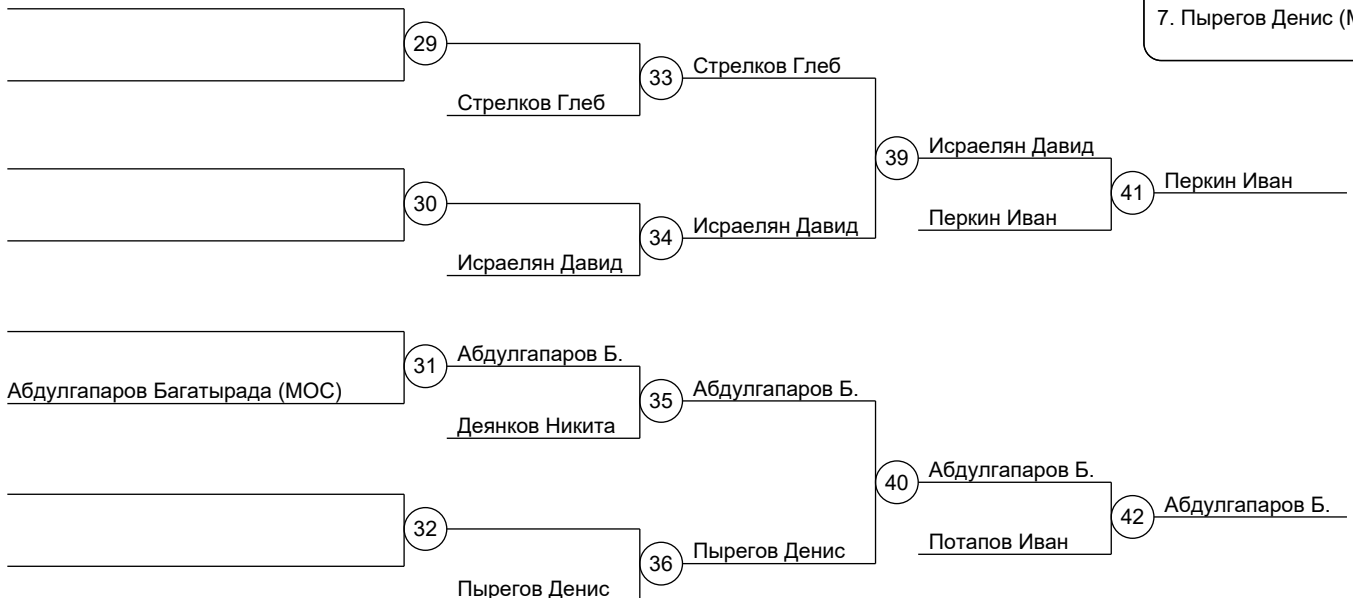 7. Пырегов Денис (М
29
Стрелков Глеб
33
Стрелков Глеб
39
Исраелян Давид
41
Перкин Иван
30
Исраелян Давид
34
Исраелян Давид
Перкин Иван
Абдулгапаров Багатырада (МОС)
31
Абдулгапаров Б.
35
Абдулгапаров Б.
Деянков Никита
40
Абдулгапаров Б.
42
Абдулгапаров Б.
32
Пырегов Денис
36
Пырегов Денис
Потапов Иван